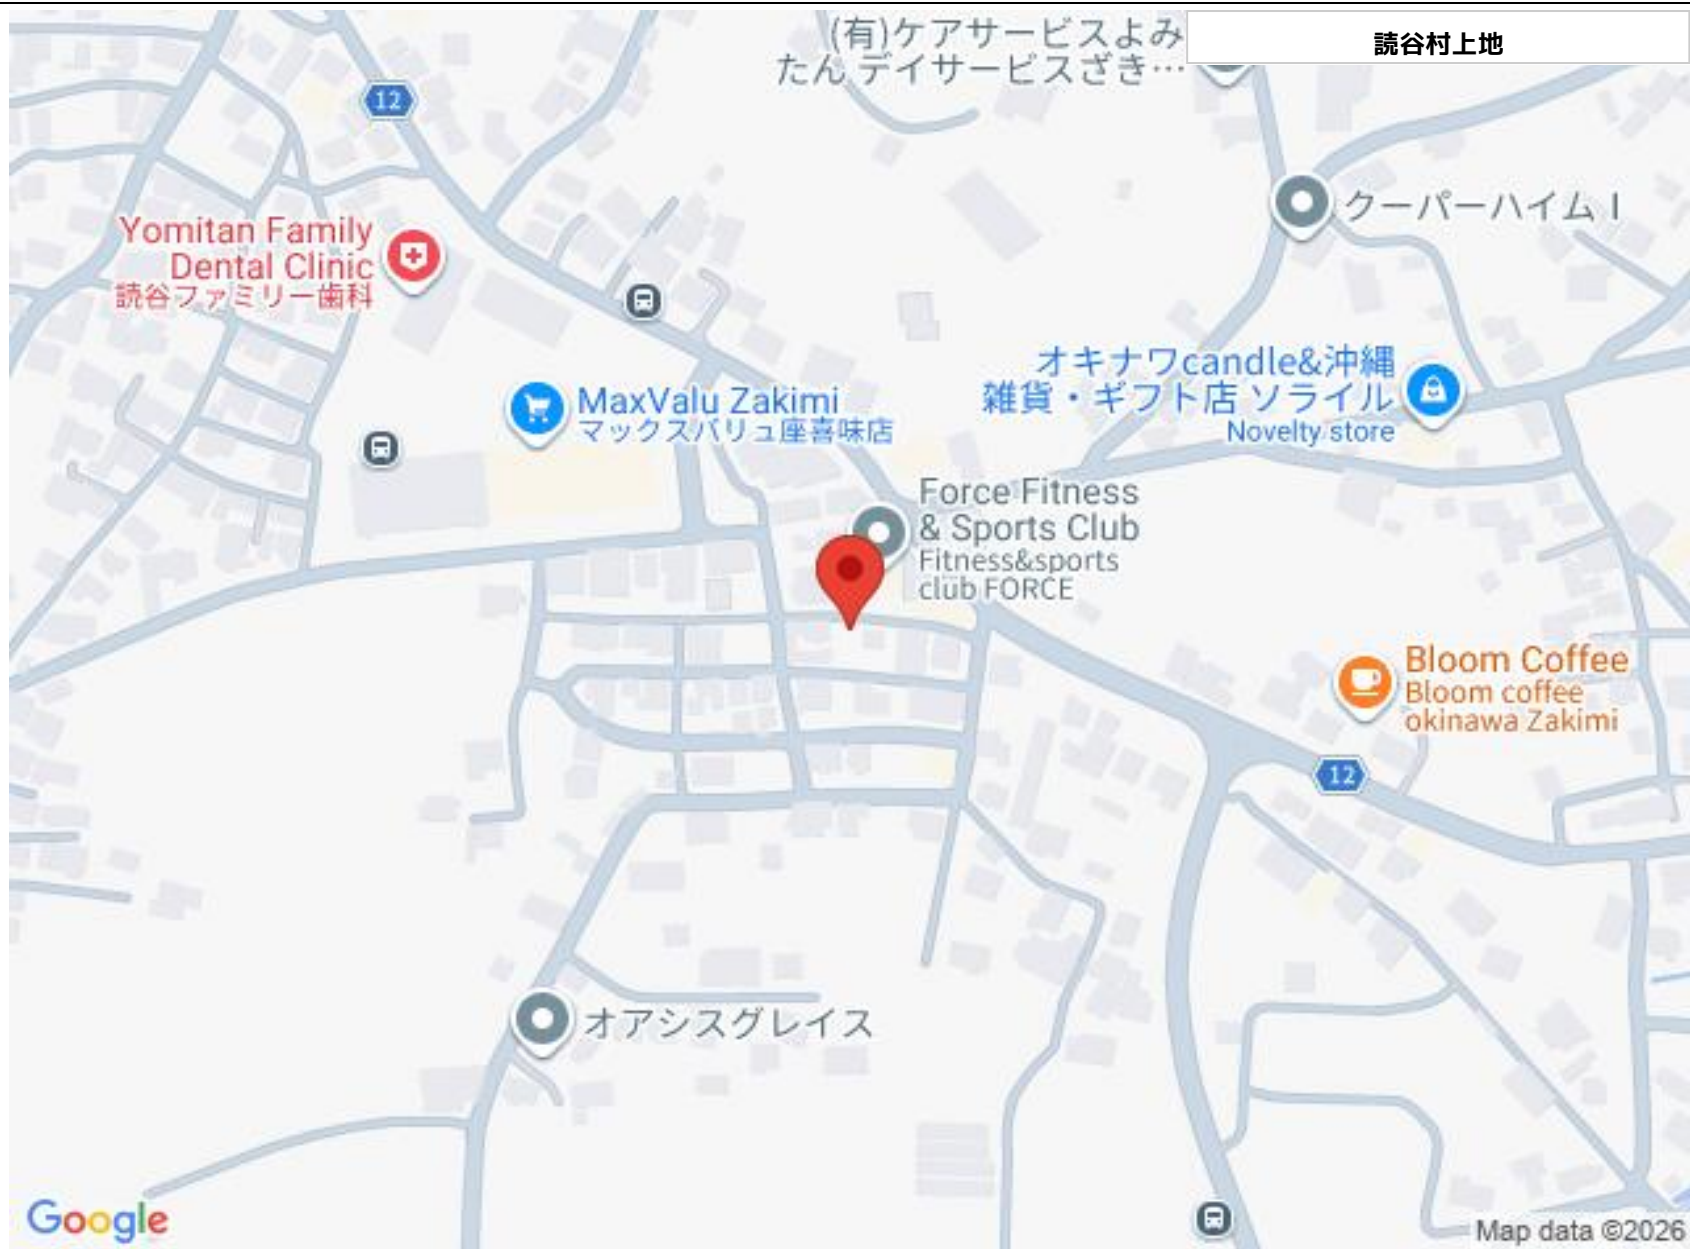 (有)ケアサービスよみ
たん デイサービスざき…
読谷村上地
12
クーパーハイム I
Yomitan Family
Dental Clinic
読谷ファミリー歯科
オキナワcandle&沖縄
雑貨・ギフト店 ソライル
Novelty store
MaxValu Zakimi
マックスバリュ座喜味店
Force Fitness
& Sports Club
Fitness&sports
club FORCE
Bloom Coffee
Bloom coffee
okinawa Zakimi
12
オアシスグレイス
Google
Map data ©2026